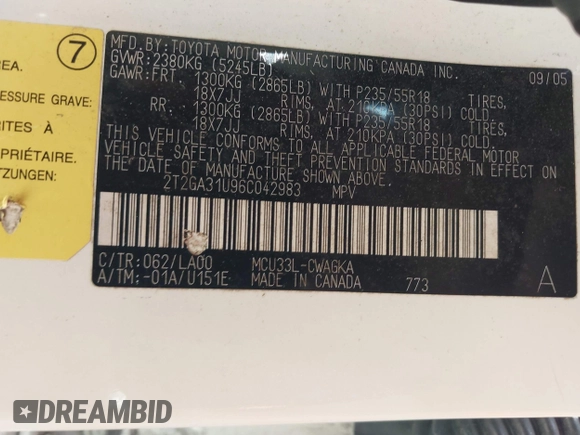 7
REA.
ESSURE GRAVE:
RITES À
OPRIÉTAIRE.
TZUNGEN:
MFD.BY:TOYOTA MOTOR MANUFACTURING CANADA INC.
GVWR:2380KG (5245LB) 09/05
GAWR:FRT. 1300KG (2865LB) WITH P235/55R18 TIRES,
18X7JJ RIMS, AT 210KPA (30PSI) COLD.
RR: 1300KG (2865LB) WITH P235/55R18 TIRES,
18X7JJ RIMS, AT 210KPA (30PSI) COLD.
THIS VEHICLE CONFORMS TO ALL APPLICABLE FEDERAL MOTOR
VEHICLE SAFETY AND THEFT PREVENTION STANDARDS IN EFFECT
ON THE DATE OF MANUFACTURE SHOWN ABOVE.
2T2GA31U96C042983 MPV
C/TR:062/LA00 MCU33L-CWAGKA
A/TM:-01A/U151E MADE IN CANADA 773 A
DREAMBID